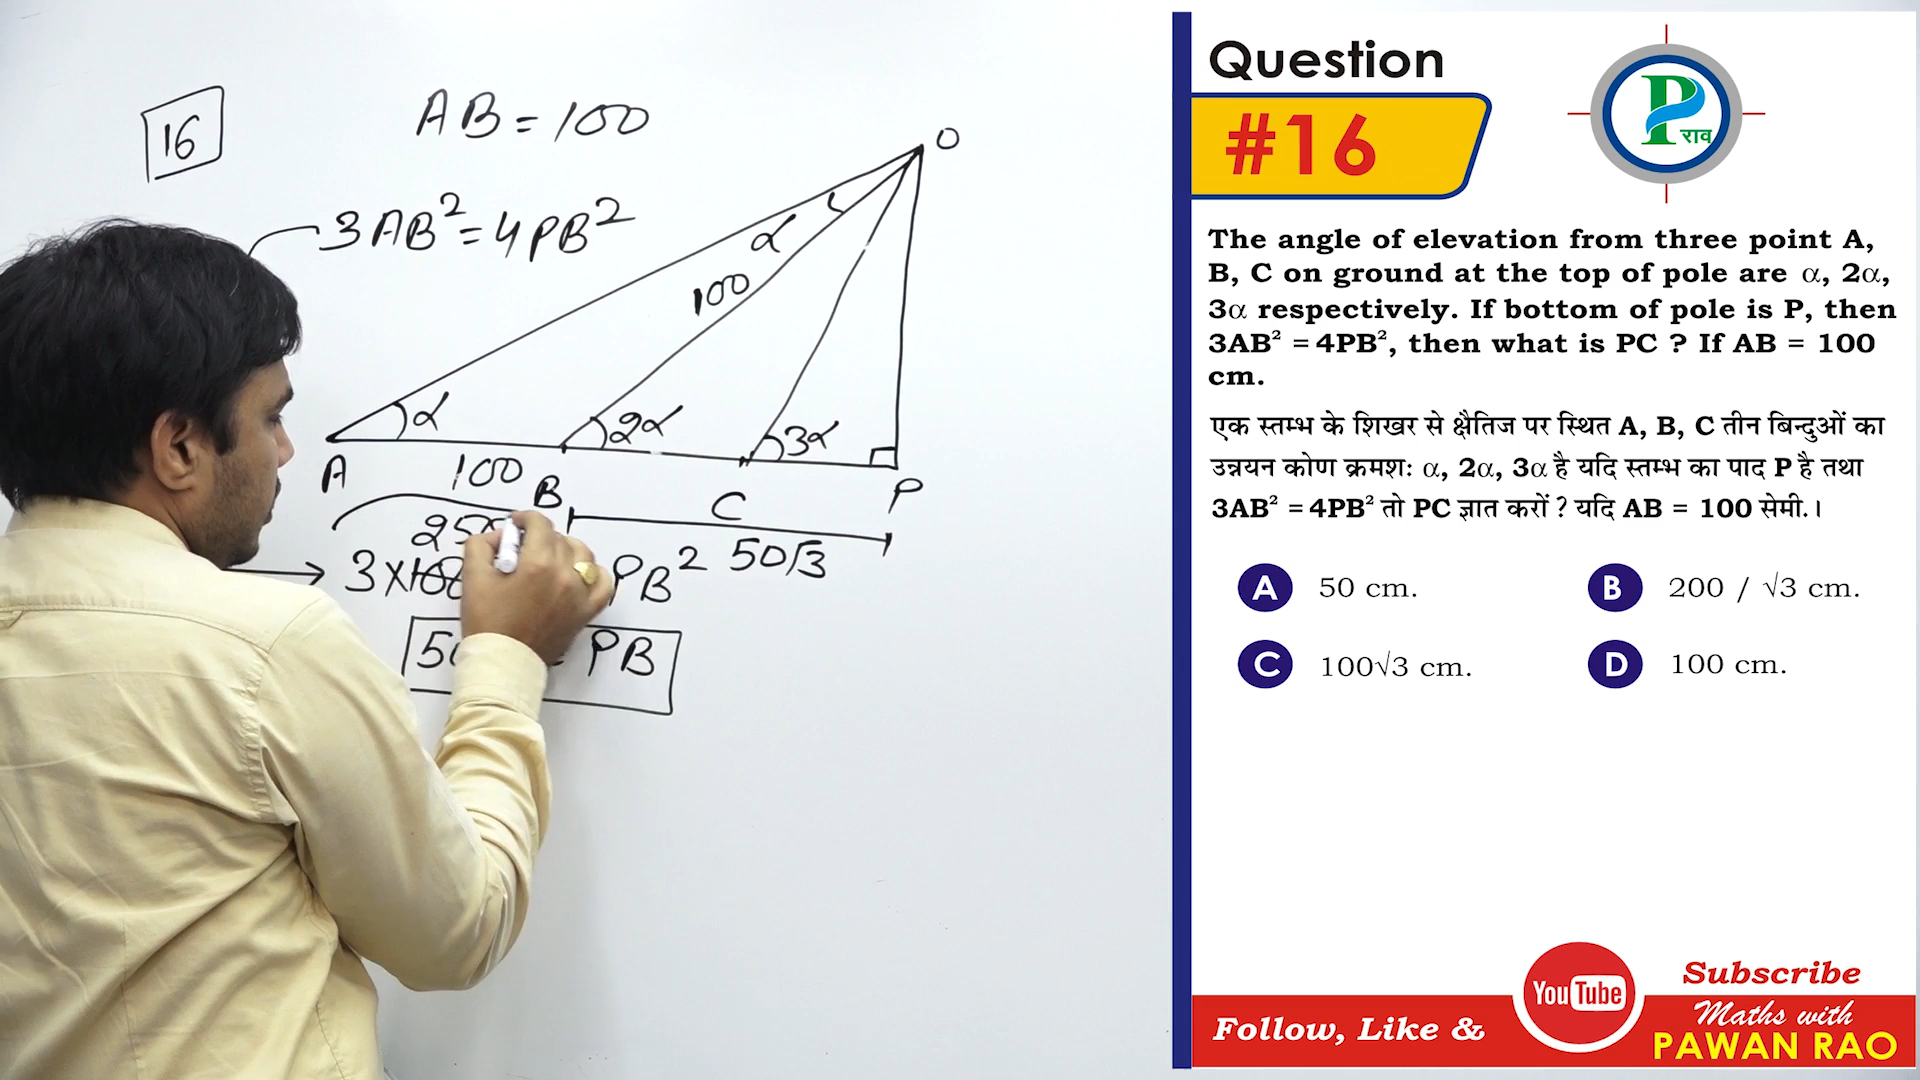 16
AB = 100
3AB² = 4PB²
O
α
100
α
2α
3α
A
100
B
C
P
50√3
3×
PB²
PB
Question
#16
P राव
The angle of elevation from three point A,
B, C on ground at the top of pole are α, 2α,
3α respectively. If bottom of pole is P, then
3AB² = 4PB², then what is PC ? If AB = 100
cm.
एक स्तम्भ के शिखर से क्षैतिज पर स्थित A, B, C तीन बिन्दुओं का
उन्नयन कोण क्रमशः α, 2α, 3α है यदि स्तम्भ का पाद P है तथा
3AB² = 4PB² तो PC ज्ञात करों ? यदि AB = 100 सेमी.।
A 50 cm.
B 200 / √3 cm.
C 100√3 cm.
D 100 cm.
Follow, Like &
YouTube
Subscribe
Maths with
PAWAN RAO